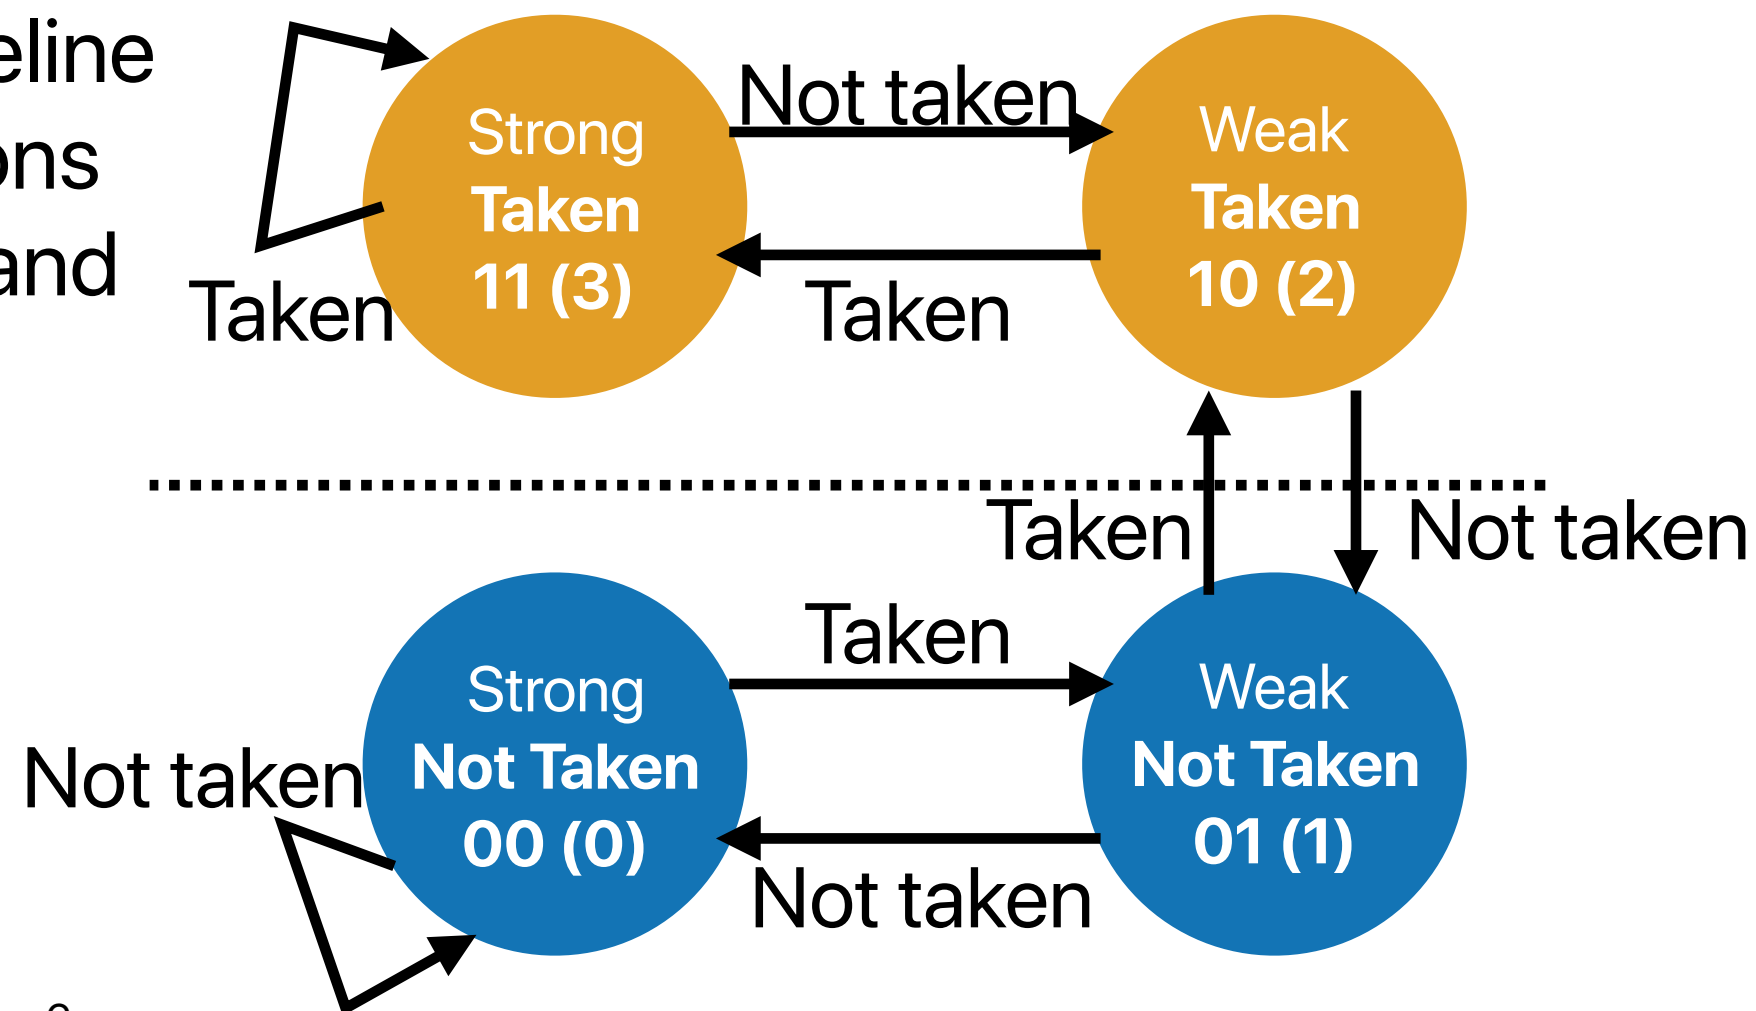 eline
ons
and
Strong
Taken
11 (3)
Not taken
Weak
Taken
10 (2)
Taken
Taken
Taken
Not taken
Strong
Not Taken
00 (0)
Taken
Weak
Not Taken
01 (1)
Not taken
Not taken